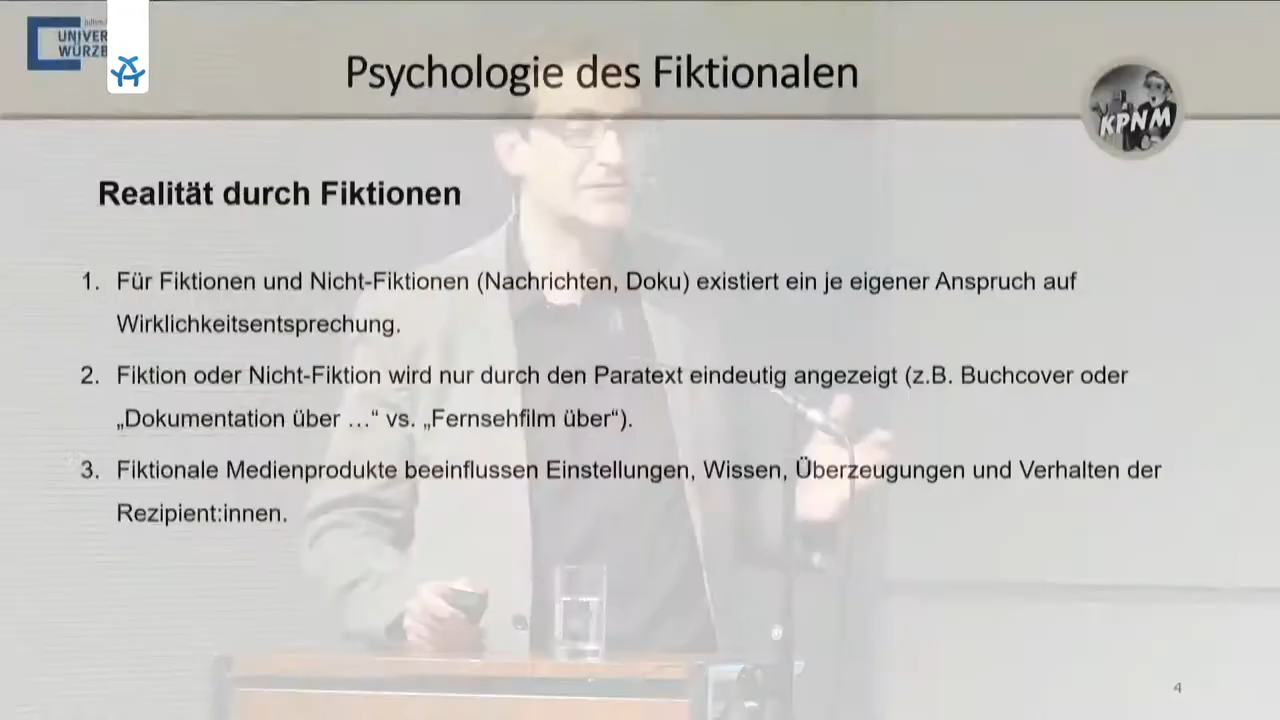 UNIVER
WÜRZB
Psychologie des Fiktionalen
KPNM
Realität durch Fiktionen
1. Für Fiktionen und Nicht-Fiktionen (Nachrichten, Doku) existiert ein je eigener Anspruch auf
Wirklichkeitsentsprechung.
2. Fiktion oder Nicht-Fiktion wird nur durch den Paratext eindeutig angezeigt (z.B. Buchcover oder
„Dokumentation über …“ vs. „Fernsehfilm über“).
3. Fiktionale Medienprodukte beeinflussen Einstellungen, Wissen, Überzeugungen und Verhalten der
Rezipient:innen.
4